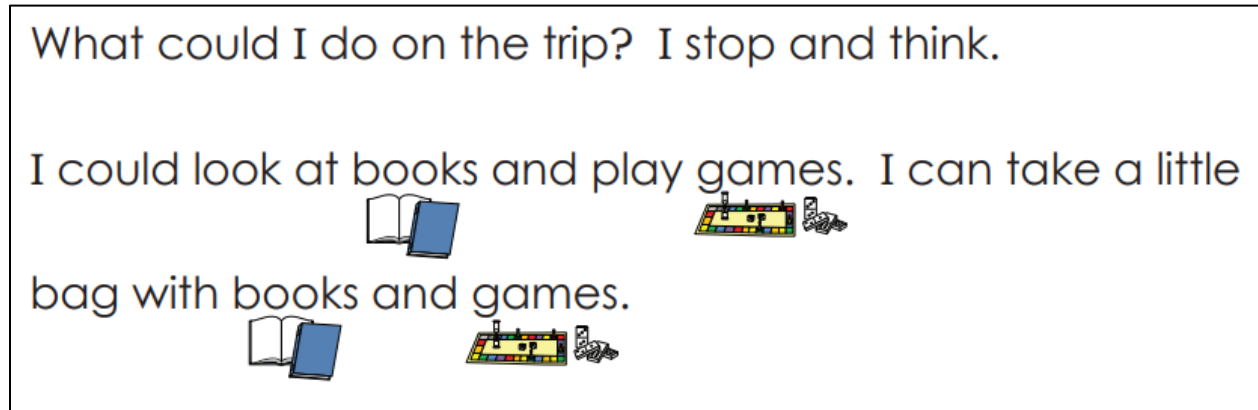 What could I do on the trip?  I stop and think.
I could look at books and play games.  I can take a little
bag with books and games.